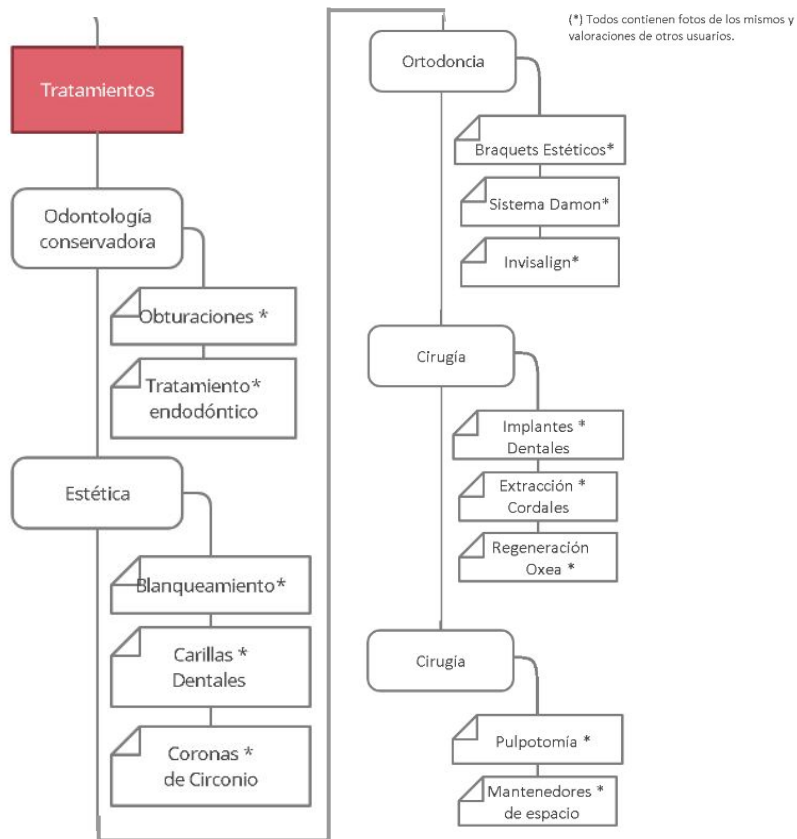 Tratamientos
Odontología
conservadora
Obturaciones *
Tratamiento*
endodóntico
Estética
Blanqueamiento*
Carillas *
Dentales
Coronas *
de Circonio
(*) Todos contienen fotos de los mismos y
valoraciones de otros usuarios.
Ortodoncia
Braquets Estéticos*
Sistema Damon*
Invisalign*
Cirugía
Implantes *
Dentales
Extracción *
Cordales
Regeneración
Oxea *
Cirugía
Pulpotomía *
Mantenedores *
de espacio